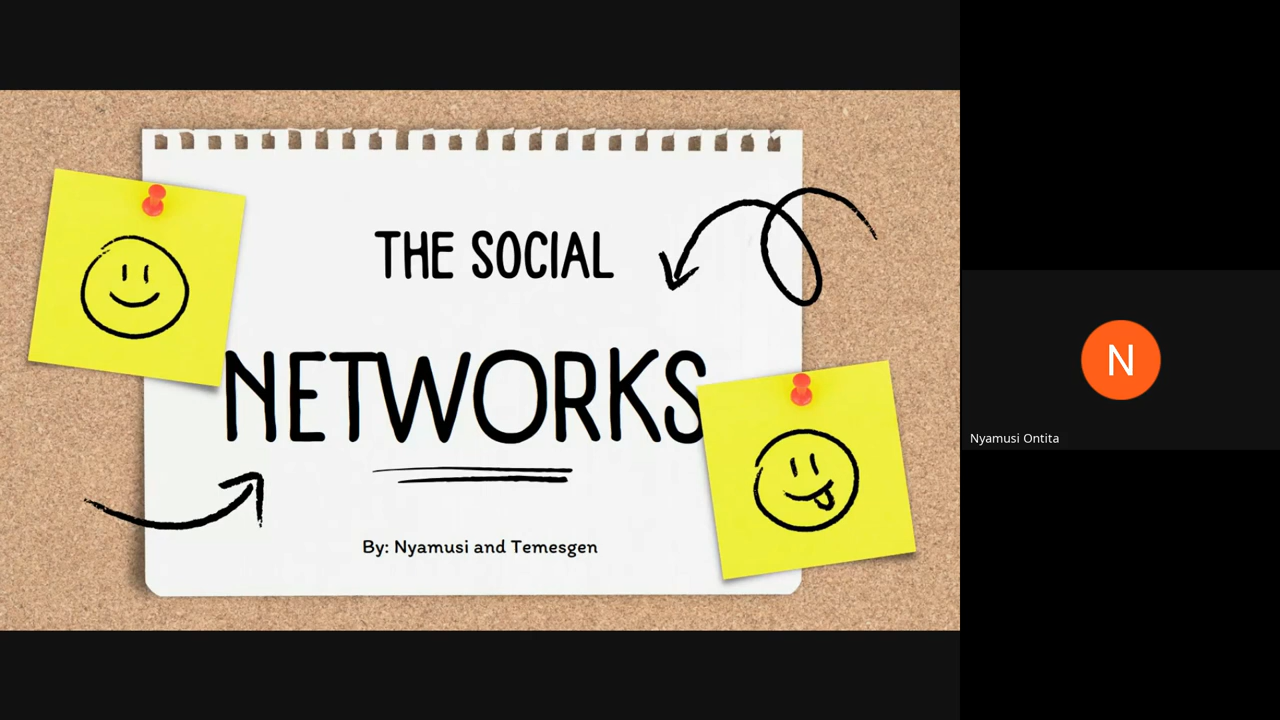 THE SOCIAL
NETWORKS
By: Nyamusi and Temesgen
N
Nyamusi Ontita